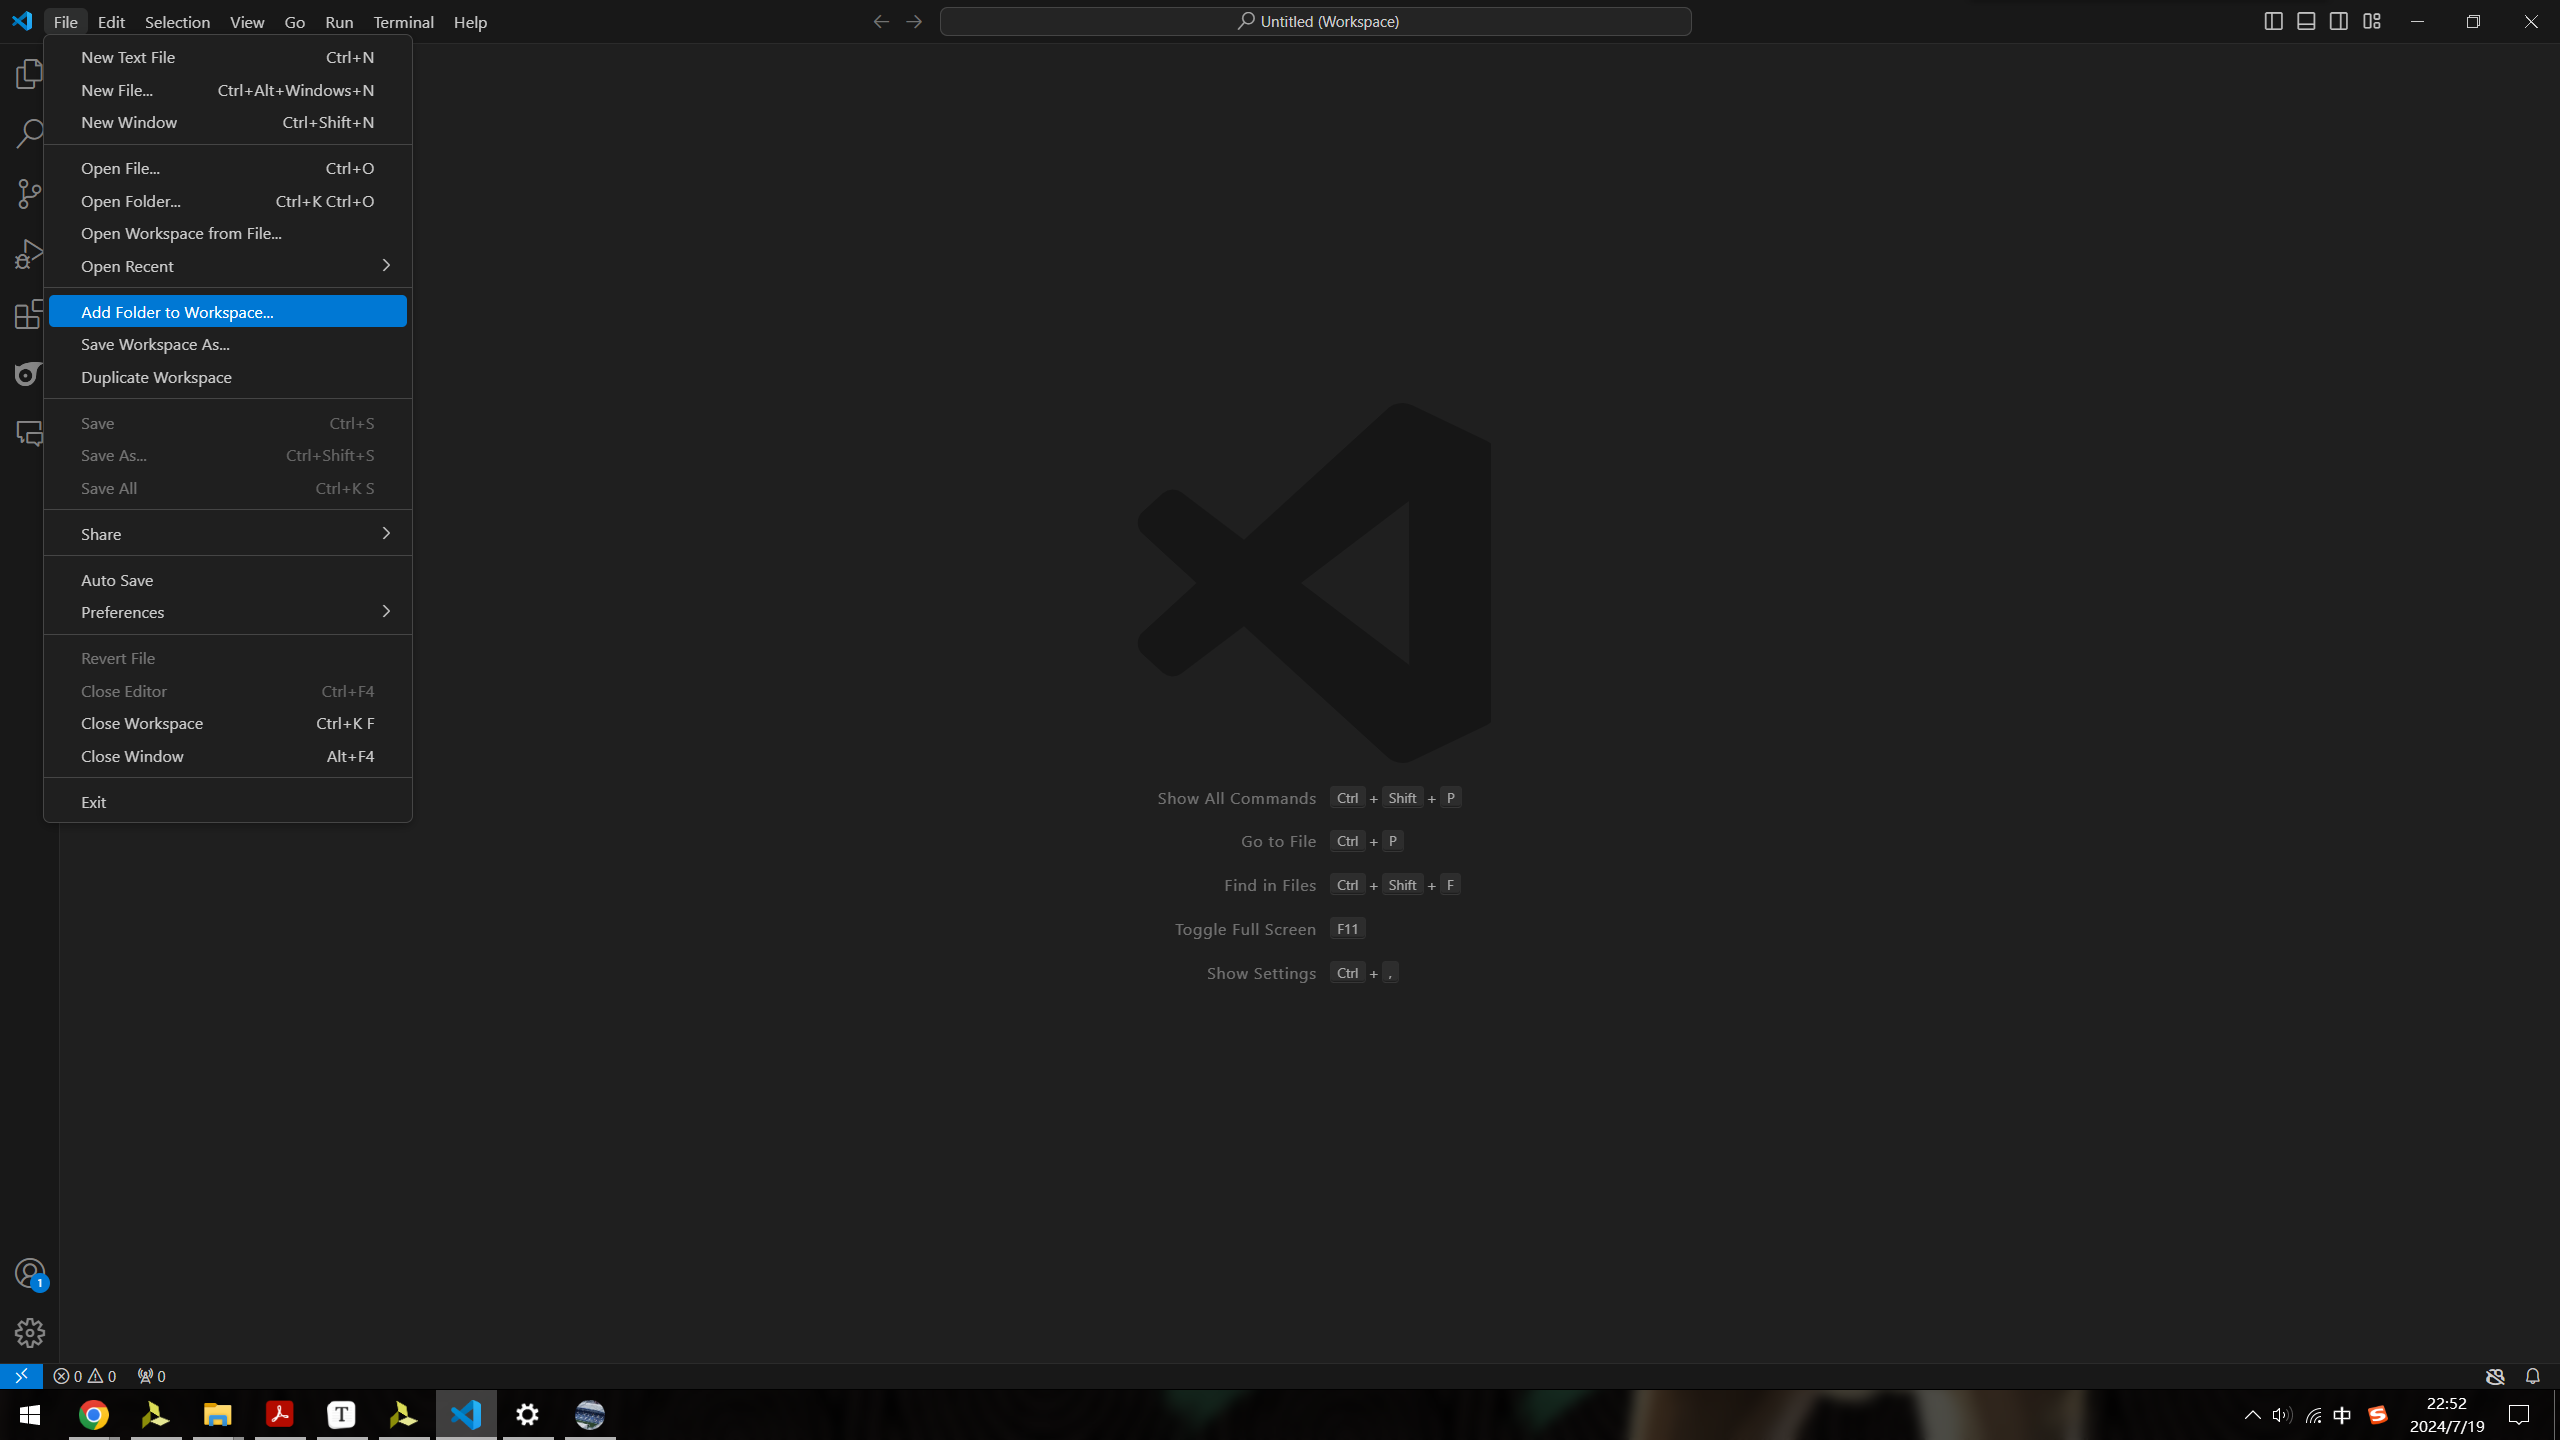 File Edit Selection View Go Run Terminal Help
Untitled (Workspace)
New Text File Ctrl+N
New File... Ctrl+Alt+Windows+N
New Window Ctrl+Shift+N
Open File... Ctrl+O
Open Folder... Ctrl+K Ctrl+O
Open Workspace from File...
Open Recent
Add Folder to Workspace...
Save Workspace As...
Duplicate Workspace
Save Ctrl+S
Save As... Ctrl+Shift+S
Save All Ctrl+K S
Share
Auto Save
Preferences
Revert File
Close Editor Ctrl+F4
Close Workspace Ctrl+K F
Close Window Alt+F4
Exit
Show All Commands Ctrl + Shift + P
Go to File Ctrl + P
Find in Files Ctrl + Shift + F
Toggle Full Screen F11
Show Settings Ctrl + ,
1
0 0 0
T
中
S
22:52
2024/7/19